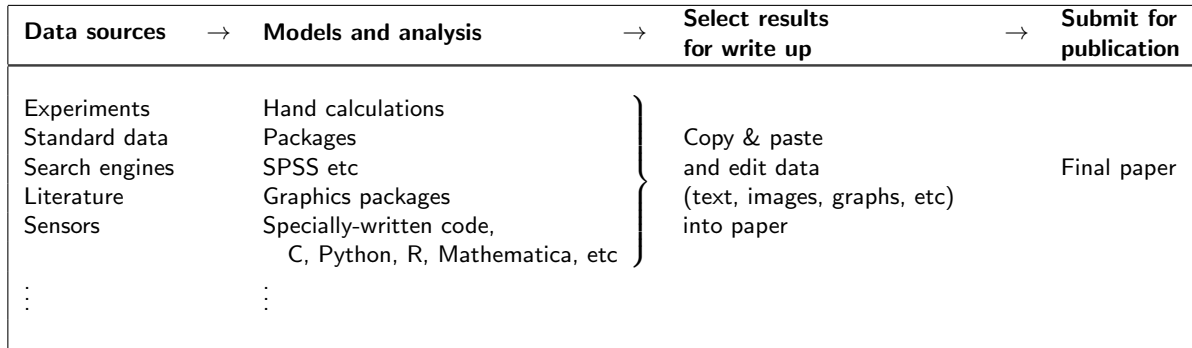 Data sources → Models and analysis → Select results for write up → Submit for publication
Experiments Hand calculations
Standard data Packages Copy & paste
Search engines SPSS etc and edit data Final paper
Literature Graphics packages (text, images, graphs, etc)
Sensors Specially-written code, into paper
C, Python, R, Mathematica, etc
⋮ ⋮